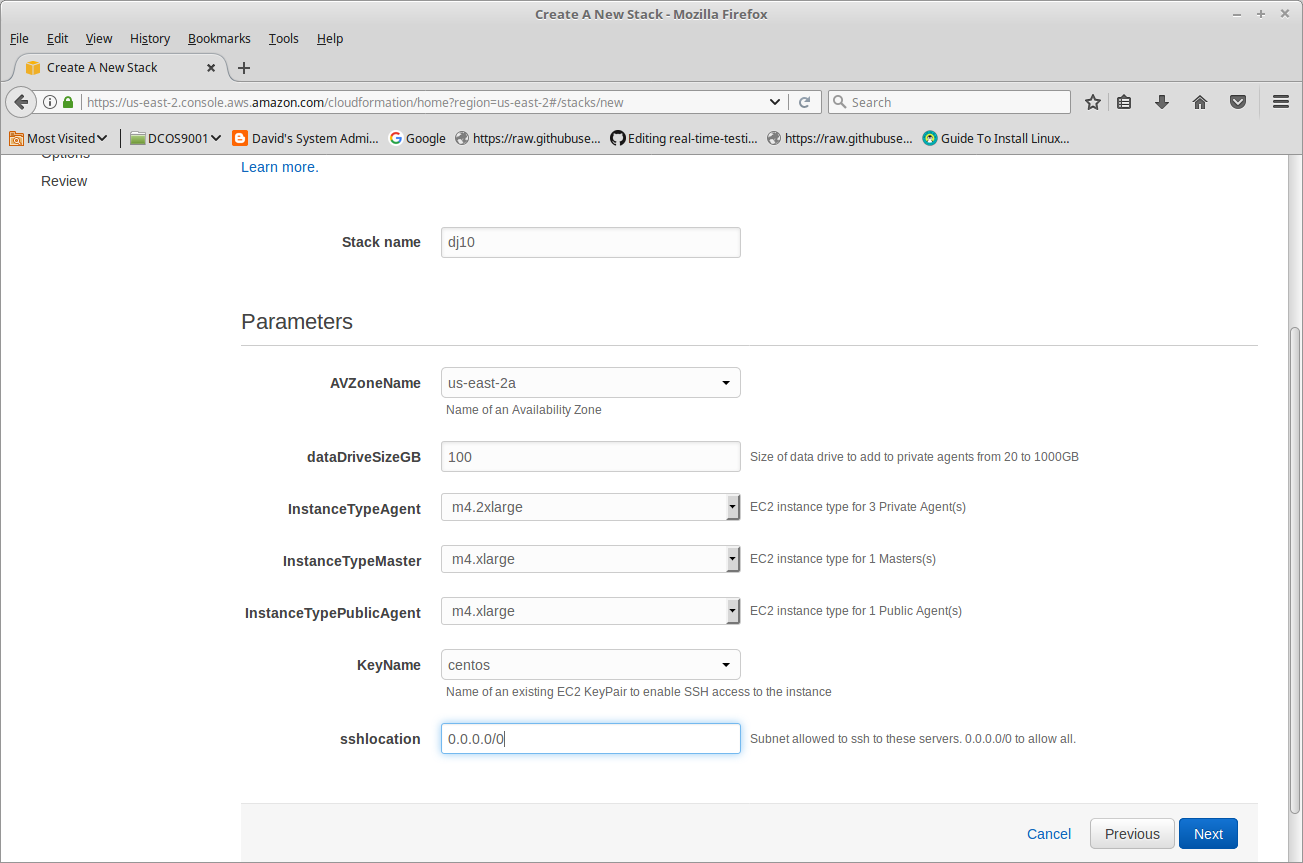 Create A New Stack - Mozilla Firefox
File Edit View History Bookmarks Tools Help
Create A New Stack
https://us-east-2.console.aws.amazon.com/cloudformation/home?region=us-east-2#/stacks/new
Search
Most Visited DCOS9001 David's System Admi... Google https://raw.githubuse... Editing real-time-testi... https://raw.githubuse... Guide To Install Linux...
Options
Learn more.
Review
Stack name dj10
Parameters
AVZoneName us-east-2a
Name of an Availability Zone
dataDriveSizeGB 100 Size of data drive to add to private agents from 20 to 1000GB
InstanceTypeAgent m4.2xlarge EC2 instance type for 3 Private Agent(s)
InstanceTypeMaster m4.xlarge EC2 instance type for 1 Masters(s)
InstanceTypePublicAgent m4.xlarge EC2 instance type for 1 Public Agent(s)
KeyName centos
Name of an existing EC2 KeyPair to enable SSH access to the instance
sshlocation 0.0.0.0/0 Subnet allowed to ssh to these servers. 0.0.0.0/0 to allow all.
Cancel Previous Next